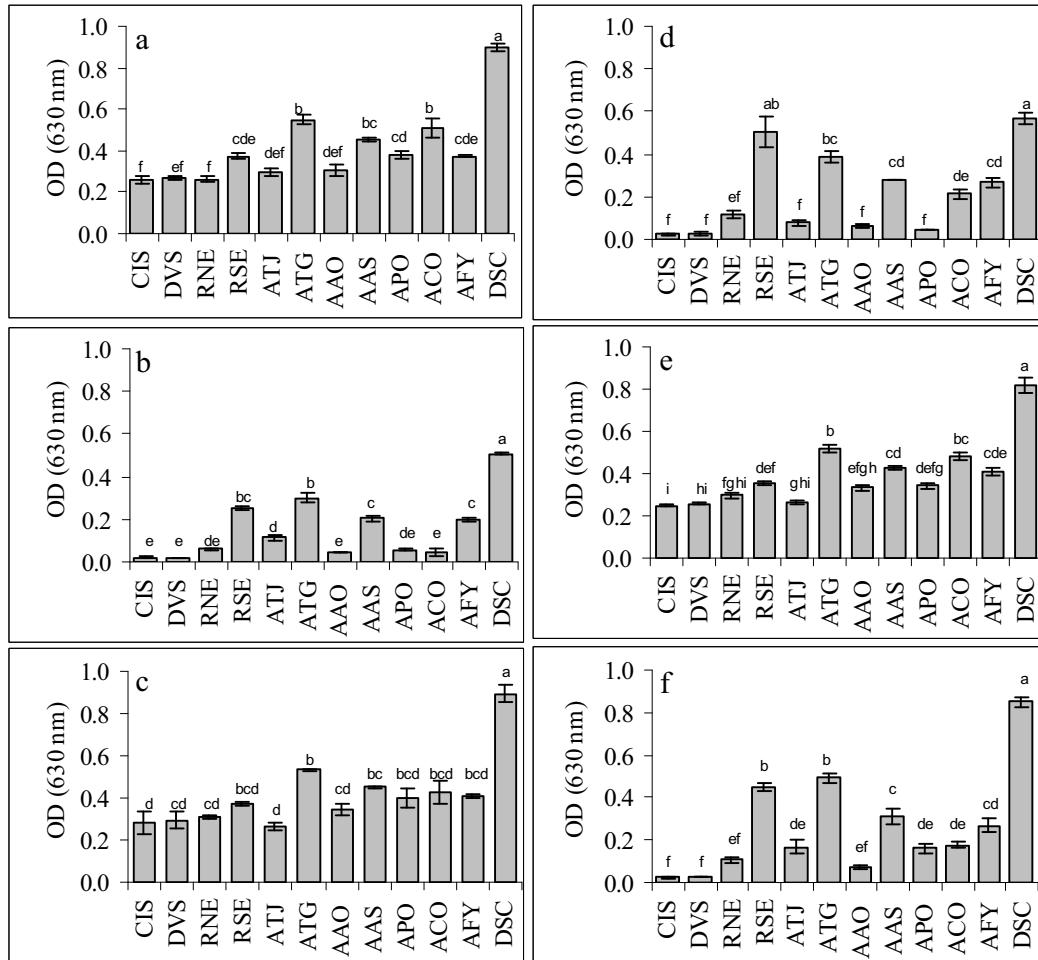 a
OD (630 nm)
1.0
0.8
0.6
0.4
0.2
0.0
f ef f cde def b def bc cd b cde a
CIS DVS RNE RSE ATJ ATG AAO AAS APO ACO AFY DSC
b
OD (630 nm)
1.0
0.8
0.6
0.4
0.2
0.0
e e de bc d b e c de e c a
CIS DVS RNE RSE ATJ ATG AAO AAS APO ACO AFY DSC
c
OD (630 nm)
1.0
0.8
0.6
0.4
0.2
0.0
d cd cd bcd d b cd bc bcd bcd bcd a
CIS DVS RNE RSE ATJ ATG AAO AAS APO ACO AFY DSC
d
OD (630 nm)
1.0
0.8
0.6
0.4
0.2
0.0
f f ef ab f bc f cd f de cd a
CIS DVS RNE RSE ATJ ATG AAO AAS APO ACO AFY DSC
e
OD (630 nm)
1.0
0.8
0.6
0.4
0.2
0.0
i hi fghi def ghi b efgh cd defg bc cde a
CIS DVS RNE RSE ATJ ATG AAO AAS APO ACO AFY DSC
f
OD (630 nm)
1.0
0.8
0.6
0.4
0.2
0.0
f f ef b de b ef c de de cd a
CIS DVS RNE RSE ATJ ATG AAO AAS APO ACO AFY DSC